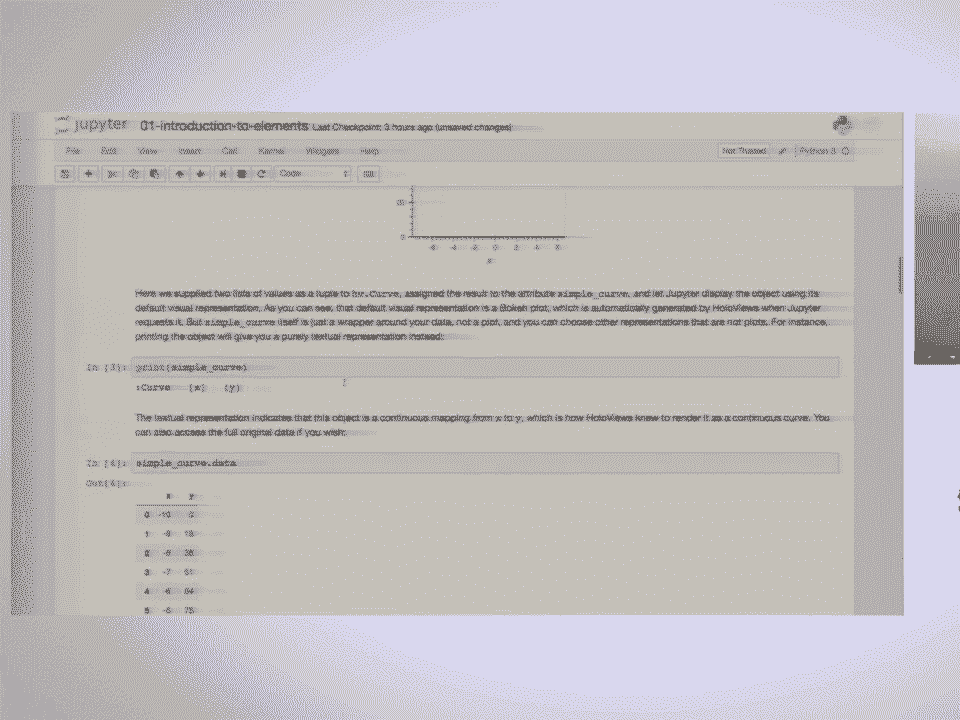 jupyter 01-introduction-to-elements Last Checkpoint: 3 hours ago (unsaved changes)
File Edit View Insert Cell Kernel Widgets Help Not Trusted Python 3
Code
Here we supplied two lists of values as a tuple to hv.Curve, assigned the result to the attribute simple_curve, and let Jupyter display the object using its
default visual representation. As you can see, that default visual representation is a Bokeh plot, which is automatically generated by HoloViews when Jupyter
requests it. But simple_curve itself is just a wrapper around your data, not a plot, and you can choose other representations that are not plots. For instance,
printing the object will give you a purely textual representation instead:
In [3]: print(simple_curve)
:Curve [x] (y)
The textual representation indicates that this object is a continuous mapping from x to y, which is how HoloViews knew to render it as a continuous curve. You
can also access the full original data if you wish:
In [4]: simple_curve.data
Out[4]:
x y
0 -10 0
1
2
3 -7 51
4
5 75